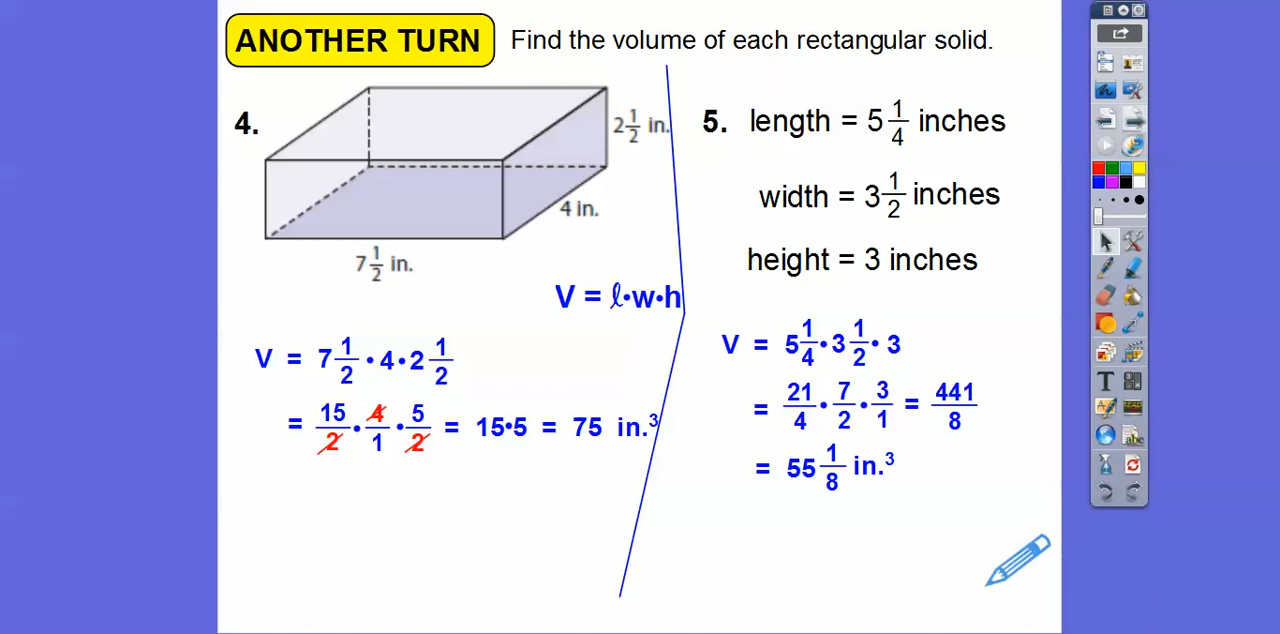 ANOTHER TURN Find the volume of each rectangular solid.
4.
2 1/2 in.
4 in.
7 1/2 in.
V = ℓ•w•h
V = 7 1/2 • 4 • 2 1/2
= 15/2 • 4/1 • 5/2 = 15•5 = 75 in.³
5. length = 5 1/4 inches
width = 3 1/2 inches
height = 3 inches
V = 5 1/4 • 3 1/2 • 3
= 21/4 • 7/2 • 3/1 = 441/8
= 55 1/8 in.³
T
abc